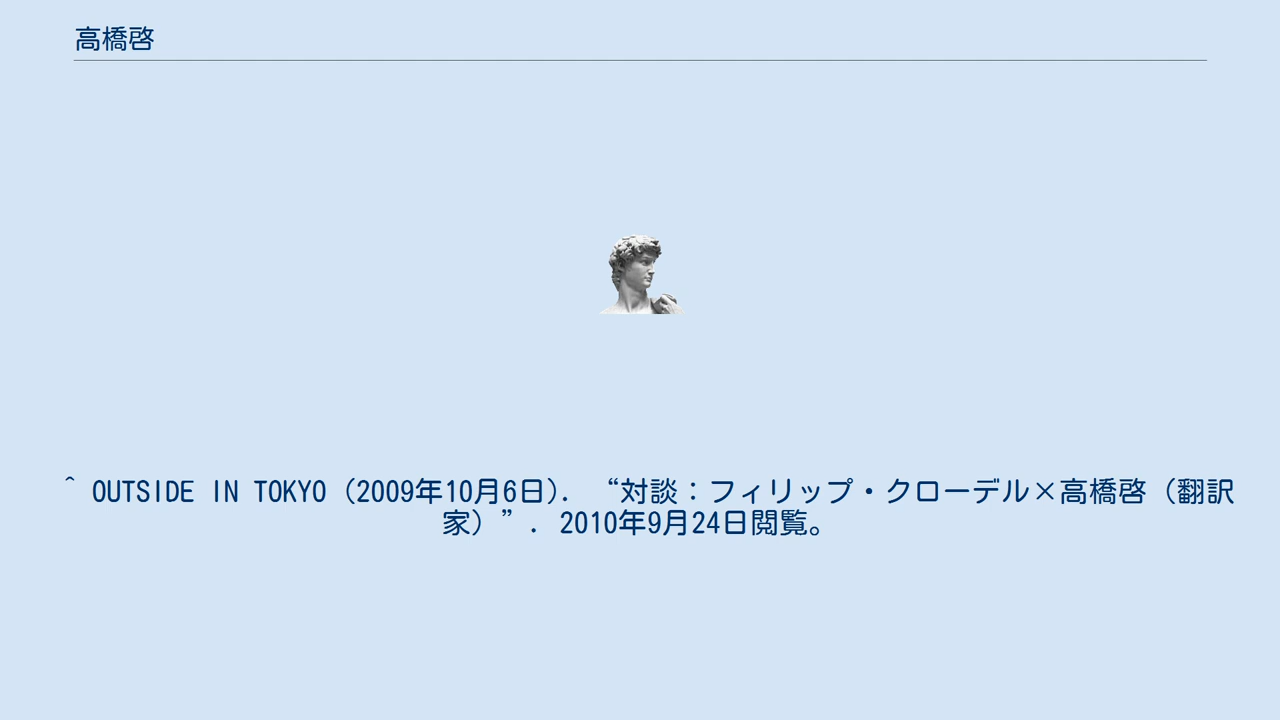 高橋啓
^ OUTSIDE IN TOKYO (2009年10月6日). “対談：フィリップ・クローデル×高橋啓（翻訳
家）”. 2010年9月24日閲覧。